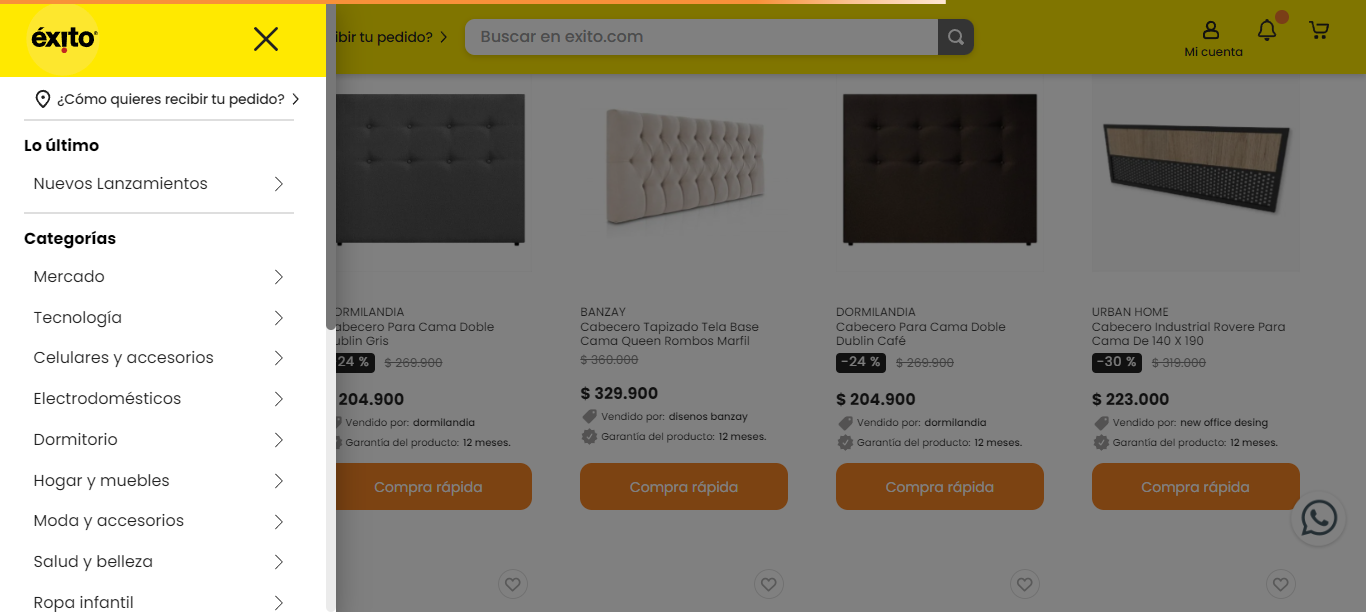 éxito
¿Cómo quieres recibir tu pedido?
Lo último
Nuevos Lanzamientos
Categorías
Mercado
Tecnología
Celulares y accesorios
Electrodomésticos
Dormitorio
Hogar y muebles
Moda y accesorios
Salud y belleza
Ropa infantil
ibir tu pedido?
Buscar en exito.com
Mi cuenta
ORMILANDIA
abecero Para Cama Doble
ublin Gris
24 % $ 269.900
204.900
Vendido por: dormilandia
Garantía del producto: 12 meses.
Compra rápida
BANZAY
Cabecero Tapizado Tela Base
Cama Queen Rombos Marfil
$ 360.000
$ 329.900
Vendido por: disenos banzay
Garantía del producto: 12 meses.
Compra rápida
DORMILANDIA
Cabecero Para Cama Doble
Dublin Café
-24 % $ 269.900
$ 204.900
Vendido por: dormilandia
Garantía del producto: 12 meses.
Compra rápida
URBAN HOME
Cabecero Industrial Rovere Para
Cama De 140 X 190
-30 % $ 319.000
$ 223.000
Vendido por: new office desing
Garantía del producto: 12 meses.
Compra rápida